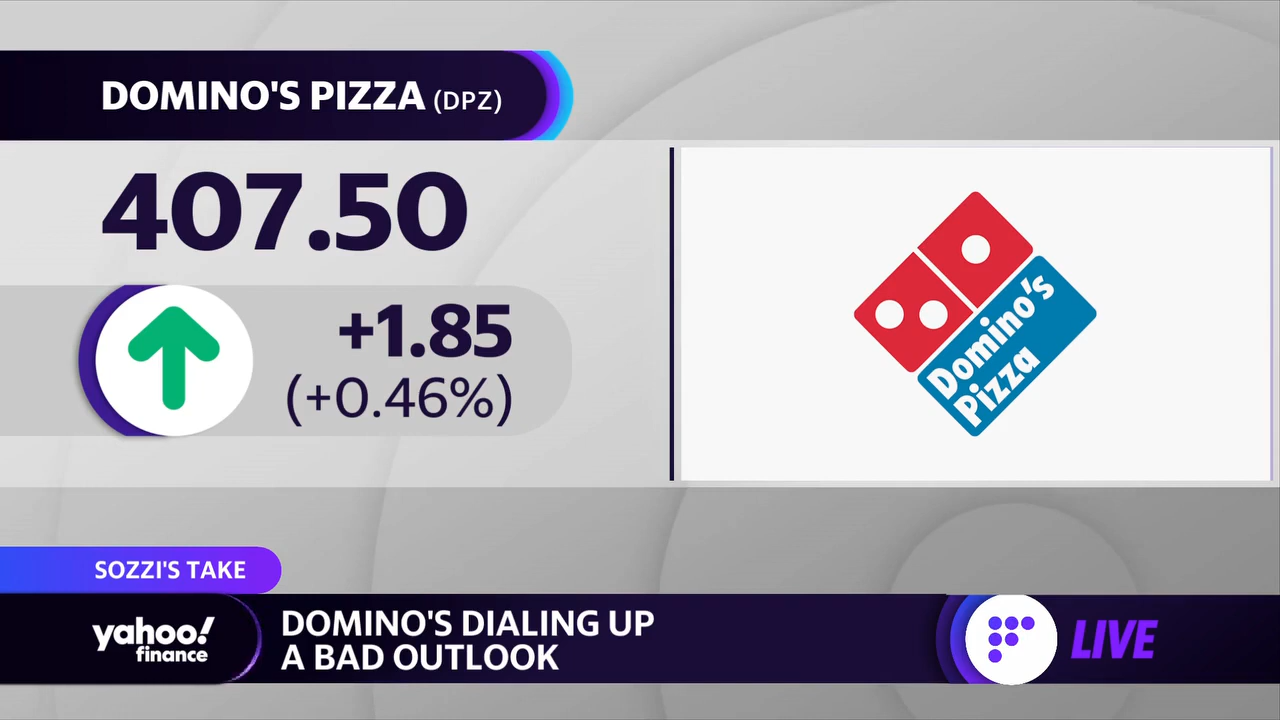 DOMINO'S PIZZA (DPZ)
407.50
+1.85
(+0.46%)
Domino's
Pizza
SOZZI'S TAKE
yahoo!
finance
DOMINO'S DIALING UP
A BAD OUTLOOK
LIVE